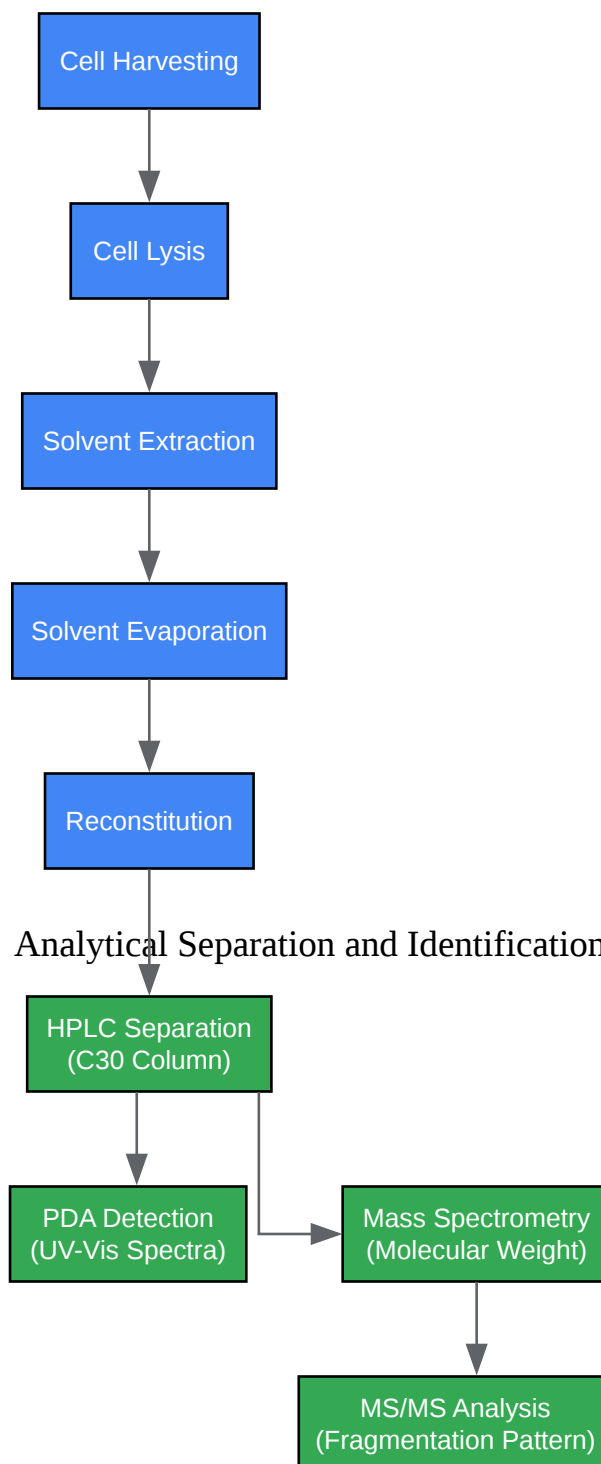 Cell Harvesting
Cell Lysis
Solvent Extraction
Solvent Evaporation
Reconstitution
Analytical Separation and Identification
HPLC Separation
(C30 Column)
PDA Detection
(UV-Vis Spectra)
Mass Spectrometry
(Molecular Weight)
MS/MS Analysis
(Fragmentation Pattern)